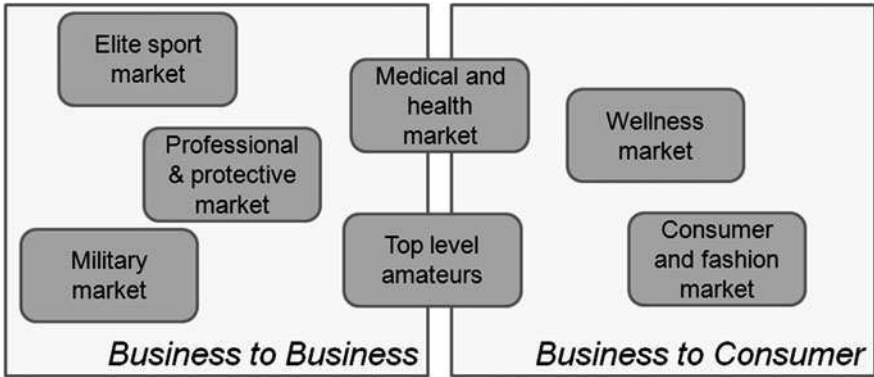 Elite sport
market
Professional
& protective
market
Military
market
Medical and
health
market
Top level
amateurs
Business to Business
Wellness
market
Consumer
and fashion
market
Business to Consumer